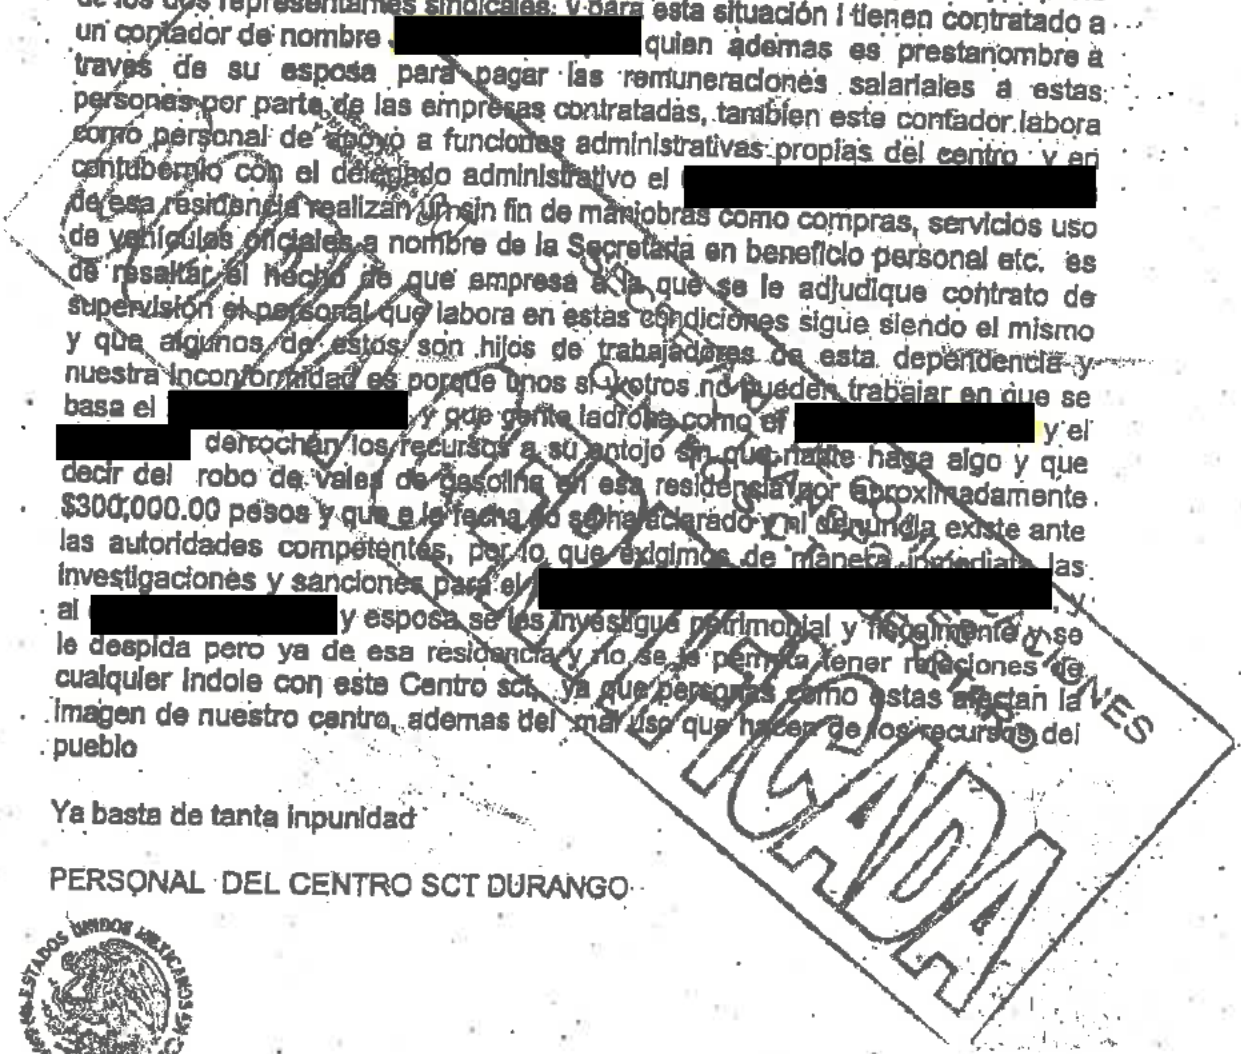 de los dos representantes sindicales. y para esta situación i tienen contratado a
un contador de nombre quien ademas es prestanombre a
traves de su esposa para pagar las remuneraciones salariales a estas
personas por parte de las empresas contratadas, tambien este contador labora
como personal de apoyo a funciones administrativas propias del centro y en
contubernio con el delegado administrativo el
de esa residencia realizan un sin fin de maniobras como compras, servicios uso
de vehículos oficiales a nombre de la Secretaria en beneficio personal etc. es
de resaltar el hecho de que empresa a la que se le adjudique contrato de
supervisión el personal que labora en estas condiciones sigue siendo el mismo
y que algunos de estos son hijos de trabajadores de esta dependencia y
nuestra inconformidad es porque unos si y otros no pueden trabajar en que se
basa el y que gente ladrona como el y el
derrochan los recursos a su antojo sin que nadie haga algo y que
decir del robo de vales de gasolina en esa residencia por aproximadamente
$300,000.00 pesos y que a la fecha no se ha aclarado y ni denuncia existe ante
las autoridades competentes, por lo que exigimos de manera inmediata las
investigaciones y sanciones para el , y
al y esposa se les investigue patrimonial y fiscalmente y se
le despida pero ya de esa residencia y no se le permita tener relaciones de
cualquier indole con este Centro sct, ya que personas como estas afectan la
imagen de nuestro centro, ademas del mal uso que hacen de los recursos del
pueblo
Ya basta de tanta inpunidad
PERSONAL DEL CENTRO SCT DURANGO
ESTADOS UNIDOS MEXICANOS